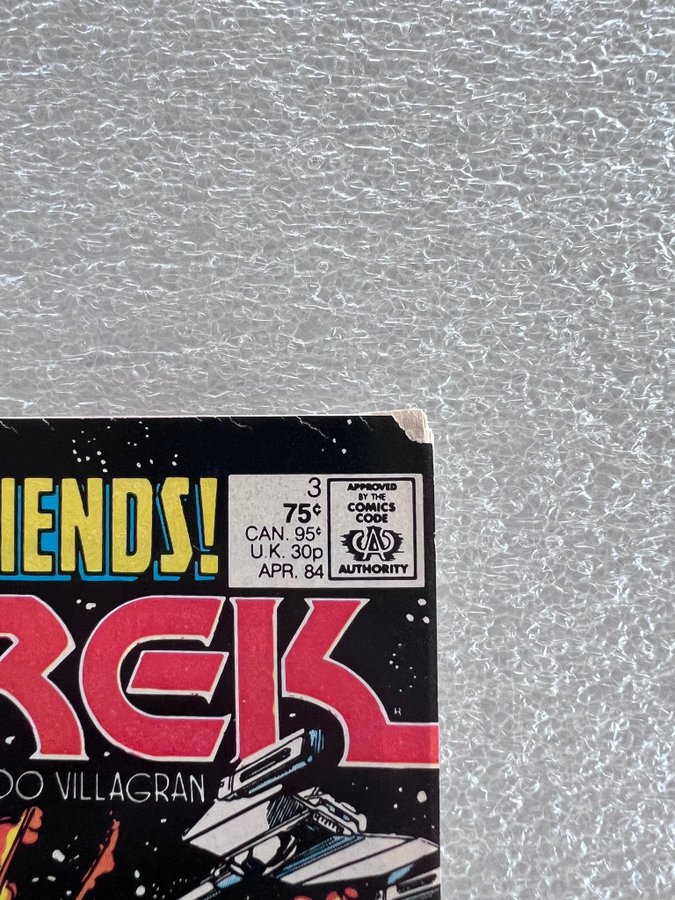 IENDS!
3
75¢
CAN. 95¢
U.K. 30p
APR. 84
APPROVED
BY THE
COMICS
CODE
CA
AUTHORITY
REK
DO VILLAGRAN